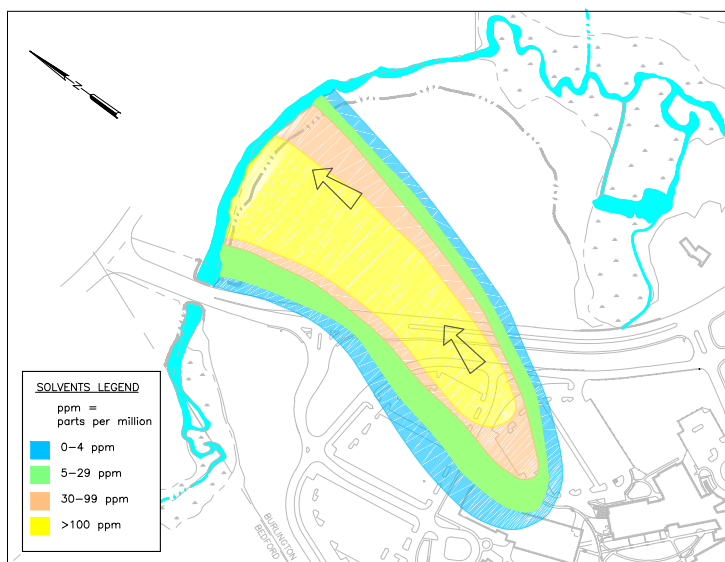 N
SOLVENTS LEGEND
ppm =
parts per million
0–4 ppm
5–29 ppm
30–99 ppm
>100 ppm
BURLINGTON
BEDFORD